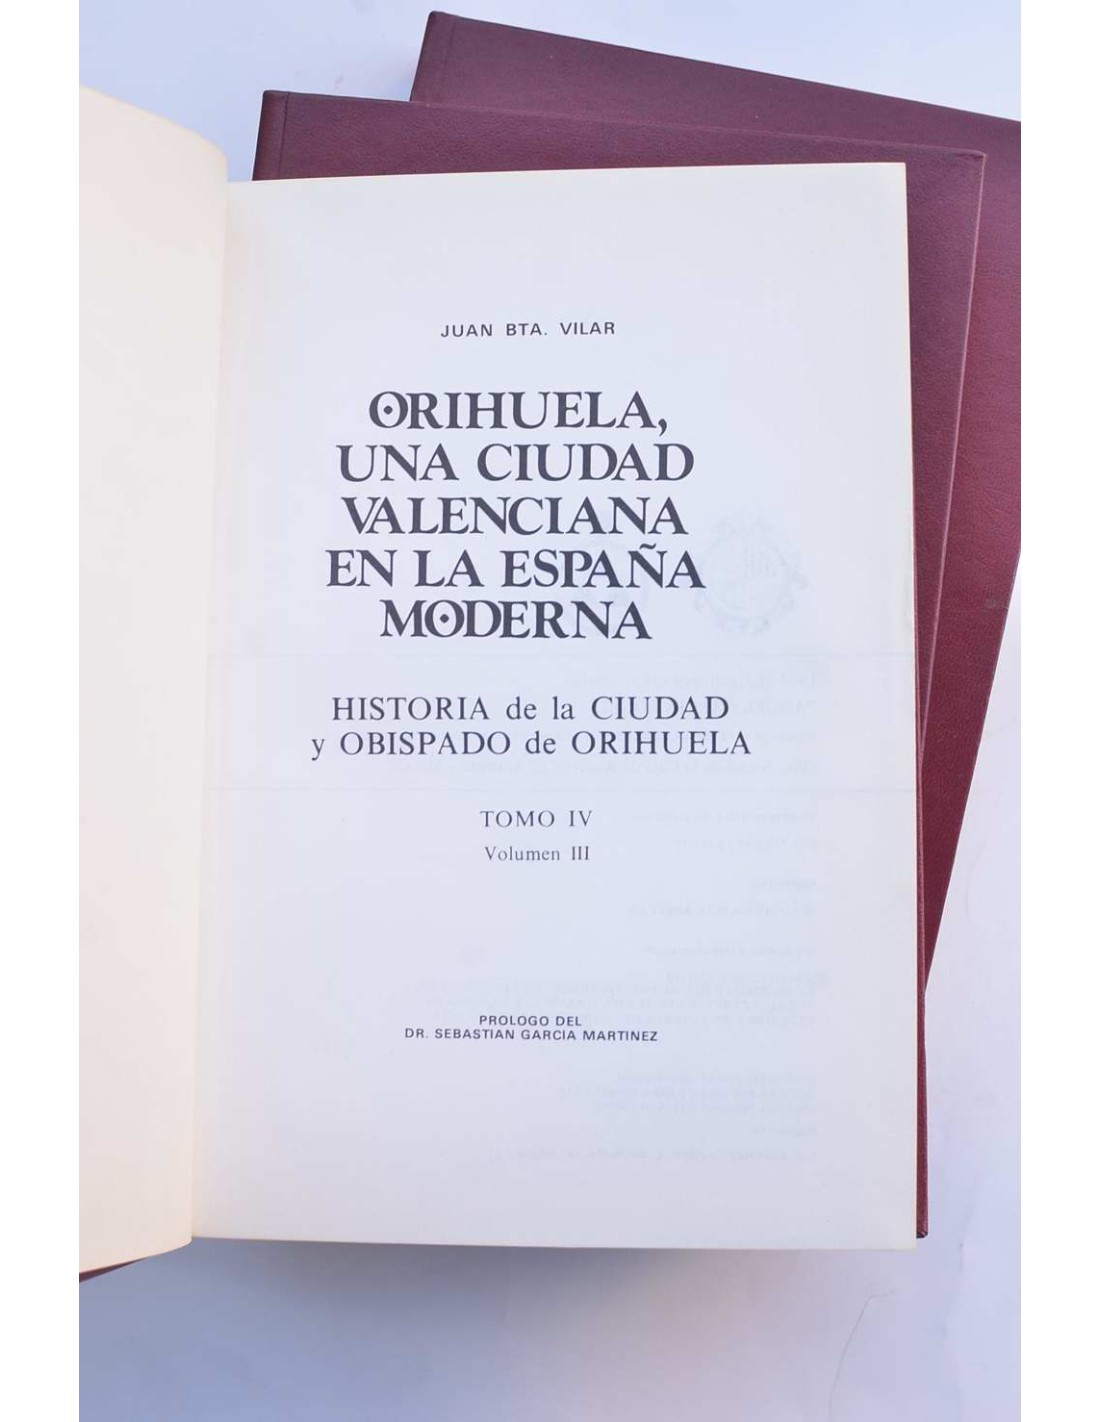 JUAN BTA. VILAR
ORIHUELA,
UNA CIUDAD
VALENCIANA
EN LA ESPAÑA
MODERNA
HISTORIA de la CIUDAD
y OBISPADO de ORIHUELA
TOMO IV
Volumen III
PROLOGO DEL
DR. SEBASTIAN GARCIA MARTINEZ